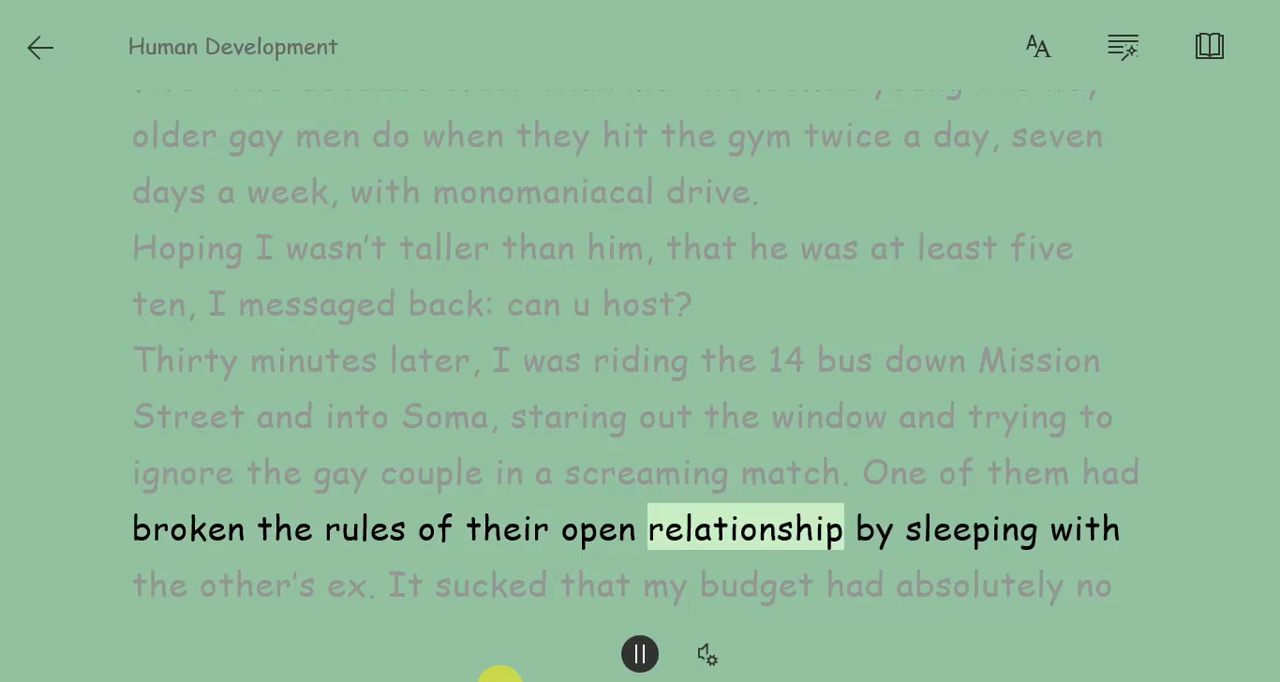 Human Development
older gay men do when they hit the gym twice a day, seven
days a week, with monomaniacal drive.
Hoping I wasn't taller than him, that he was at least five
ten, I messaged back: can u host?
Thirty minutes later, I was riding the 14 bus down Mission
Street and into Soma, staring out the window and trying to
ignore the gay couple in a screaming match. One of them had
broken the rules of their open relationship by sleeping with
the other's ex. It sucked that my budget had absolutely no